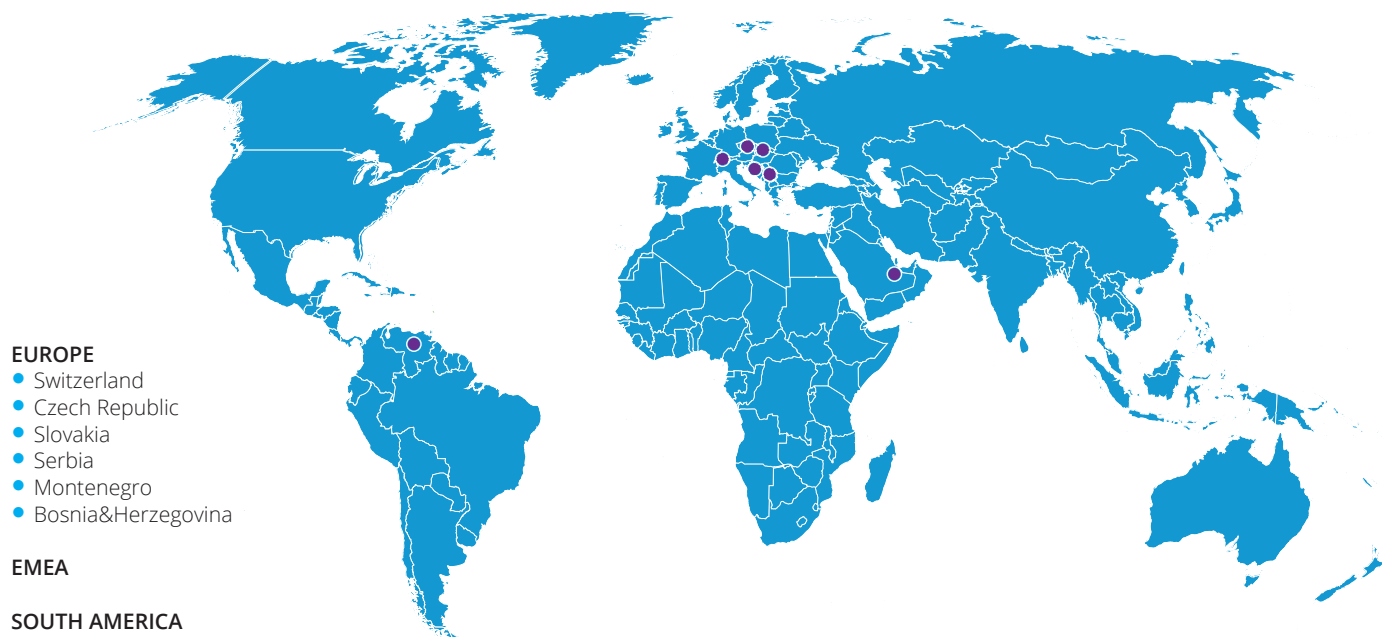 EUROPE
Switzerland
Czech Republic
Slovakia
Serbia
Montenegro
Bosnia&Herzegovina
EMEA
SOUTH AMERICA